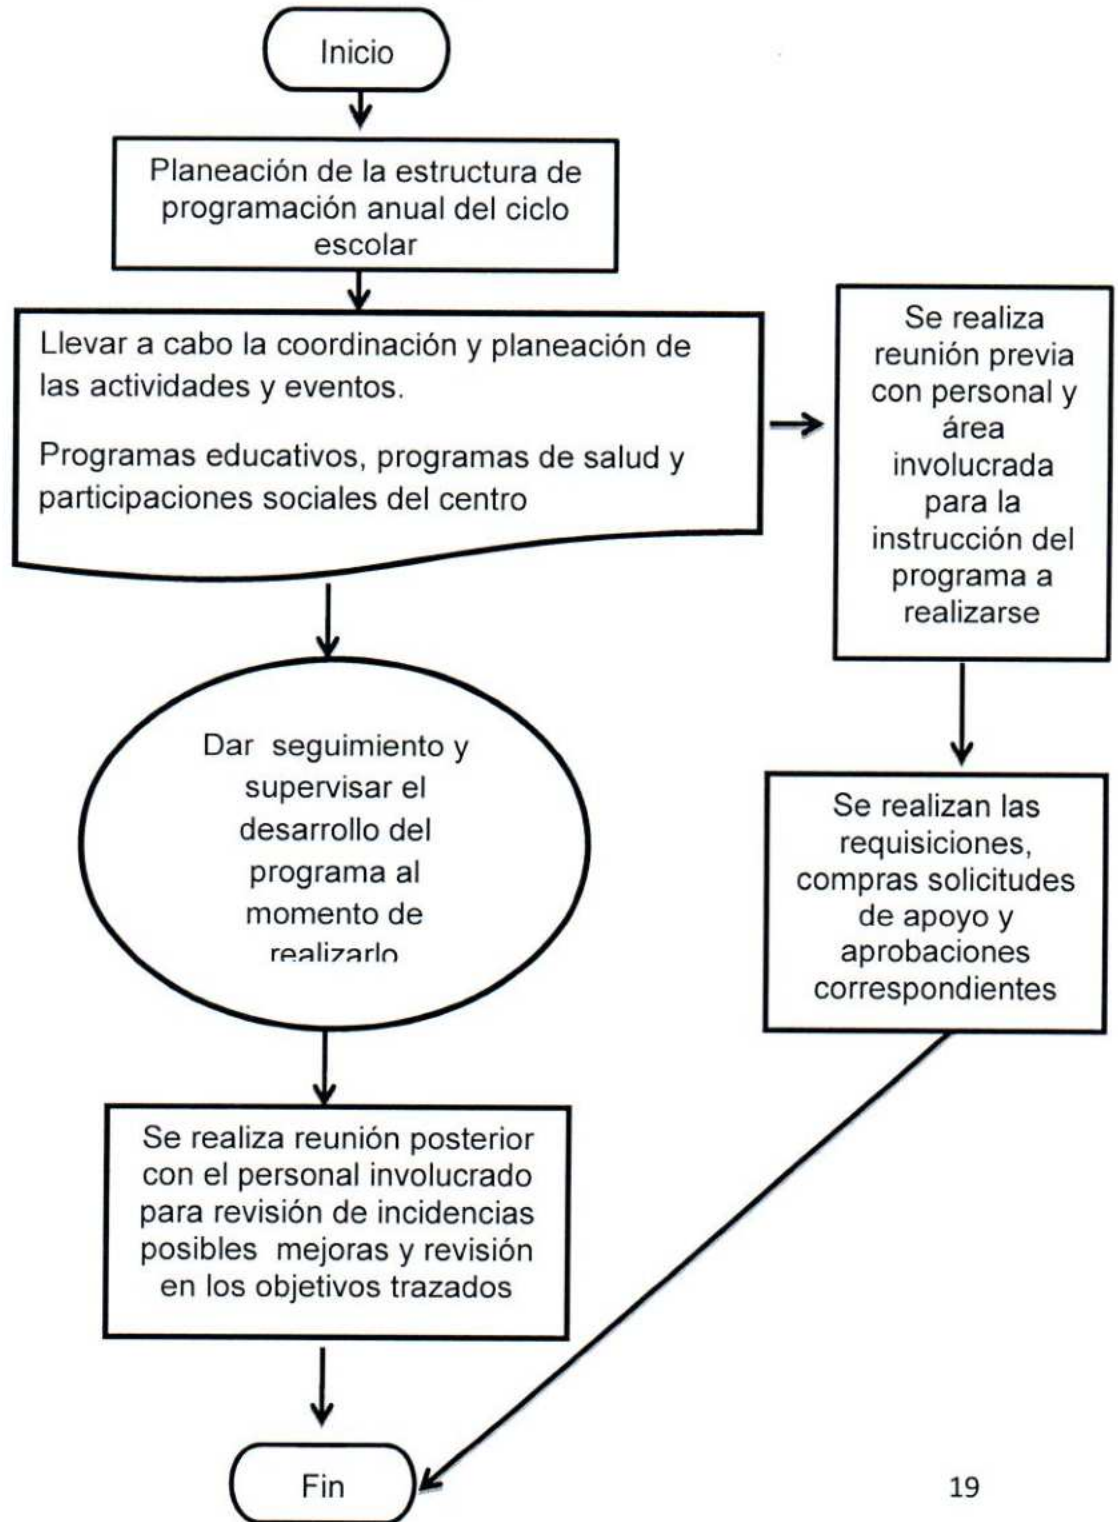 Inicio
Planeación de la estructura de
programación anual del ciclo
escolar
Llevar a cabo la coordinación y planeación de
las actividades y eventos.
Programas educativos, programas de salud y
participaciones sociales del centro
Se realiza
reunión previa
con personal y
área
involucrada
para la
instrucción del
programa a
realizarse
Dar seguimiento y
supervisar el
desarrollo del
programa al
momento de
realizarlo
Se realizan las
requisiciones,
compras solicitudes
de apoyo y
aprobaciones
correspondientes
Se realiza reunión posterior
con el personal involucrado
para revisión de incidencias
posibles mejoras y revisión
en los objetivos trazados
Fin
19